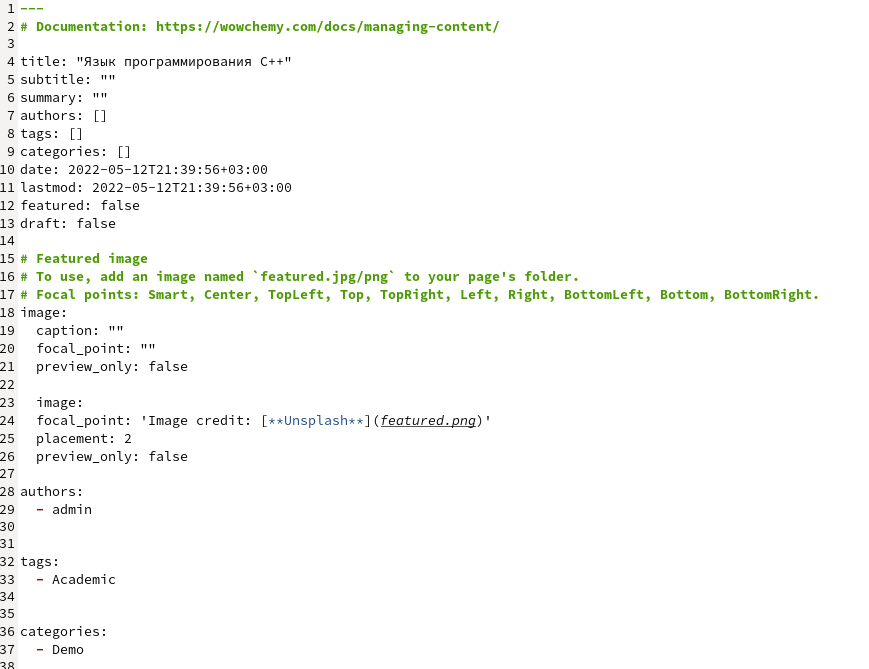 1 ---
2 # Documentation: https://wowchemy.com/docs/managing-content/
3
4 title: "Язык программирования C++"
5 subtitle: ""
6 summary: ""
7 authors: []
8 tags: []
9 categories: []
10 date: 2022-05-12T21:39:56+03:00
11 lastmod: 2022-05-12T21:39:56+03:00
12 featured: false
13 draft: false
14
15 # Featured image
16 # To use, add an image named `featured.jpg/png` to your page's folder.
17 # Focal points: Smart, Center, TopLeft, Top, TopRight, Left, Right, BottomLeft, Bottom, BottomRight.
18 image:
19   caption: ""
20   focal_point: ""
21   preview_only: false
22
23   image:
24   focal_point: 'Image credit: [**Unsplash**](featured.png)'
25   placement: 2
26   preview_only: false
27
28 authors:
29   - admin
30
31
32 tags:
33   - Academic
34
35
36 categories:
37   - Demo
38